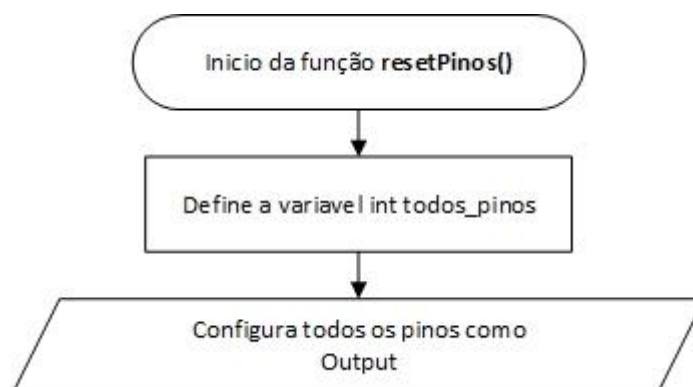 Inicio da função resetPinos()
Define a variavel int todos_pinos
Configura todos os pinos como
Output